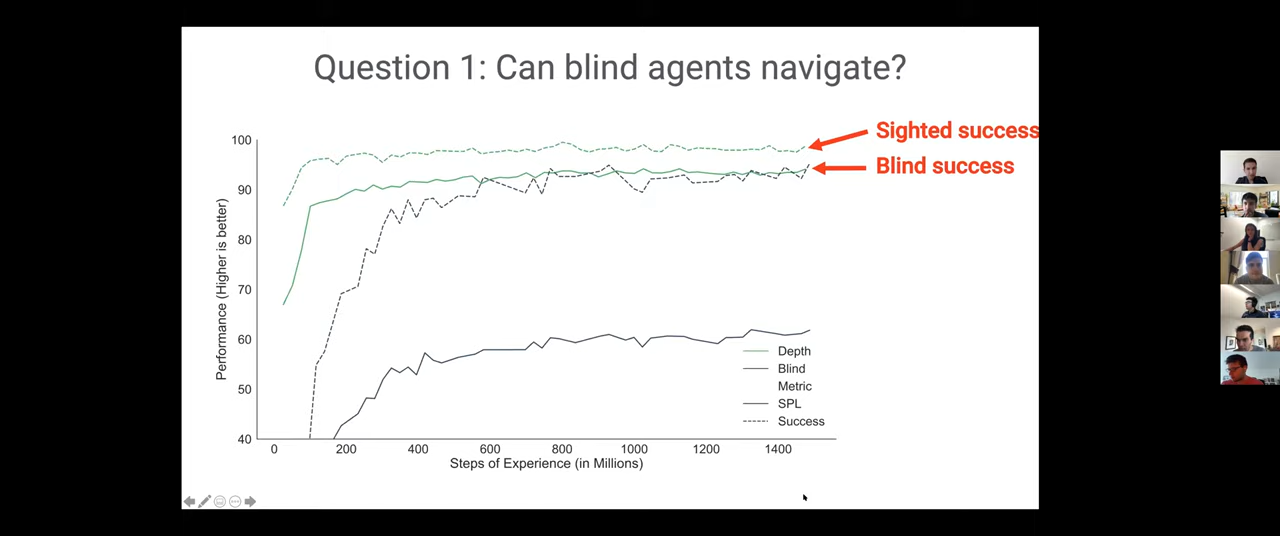 Question 1: Can blind agents navigate?
Sighted success
Blind success
Performance (Higher is better)
100
90
80
70
60
50
40
0
200
400
600
800
1000
1200
1400
Steps of Experience (in Millions)
Depth
Blind
Metric
SPL
Success